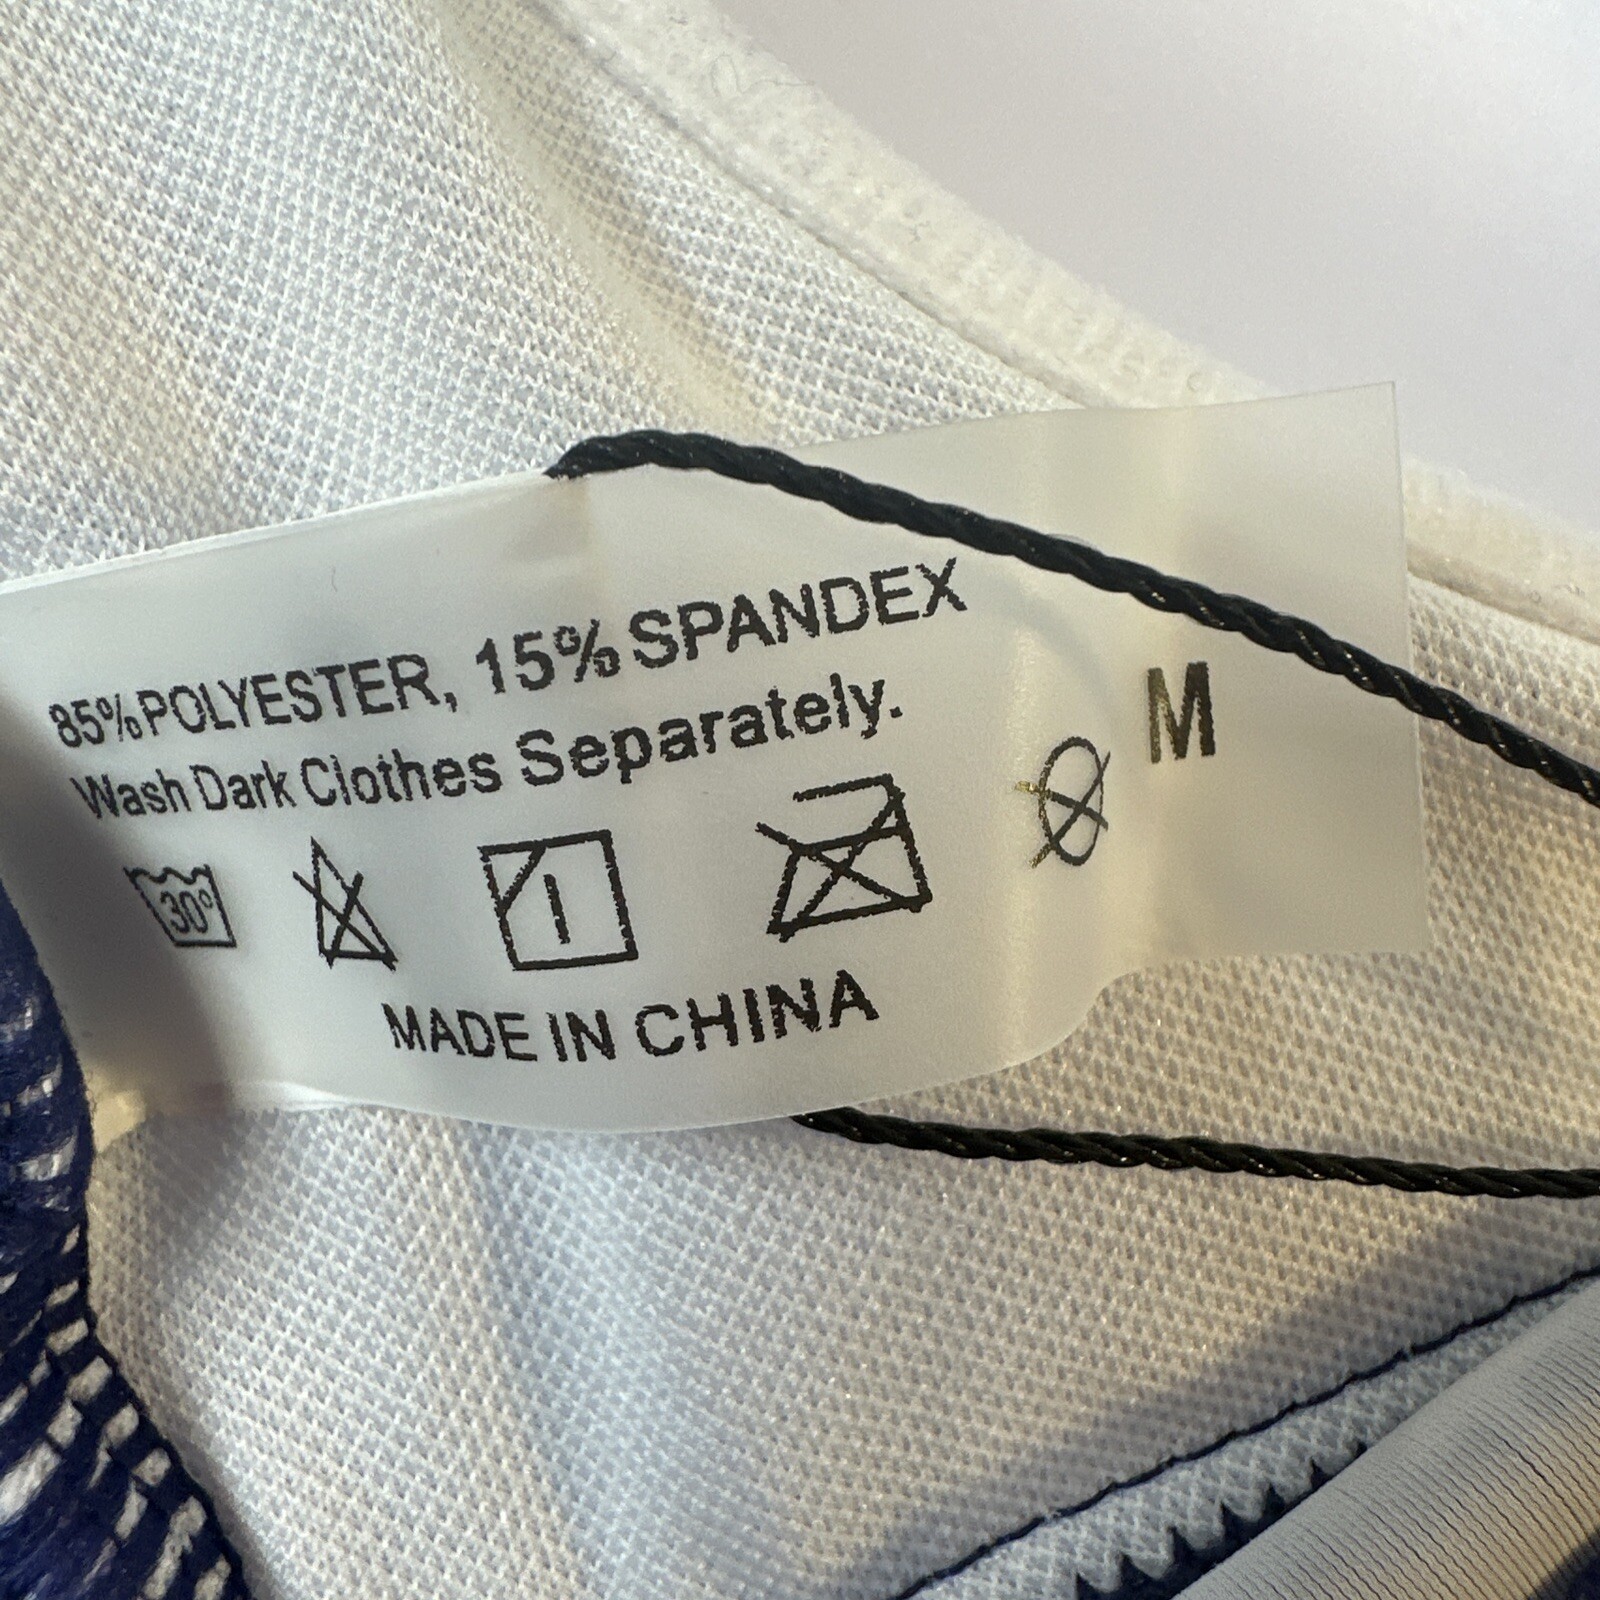 85%POLYESTER, 15%SPANDEX
Wash Dark Clothes Separately.
M
30°
MADE IN CHINA